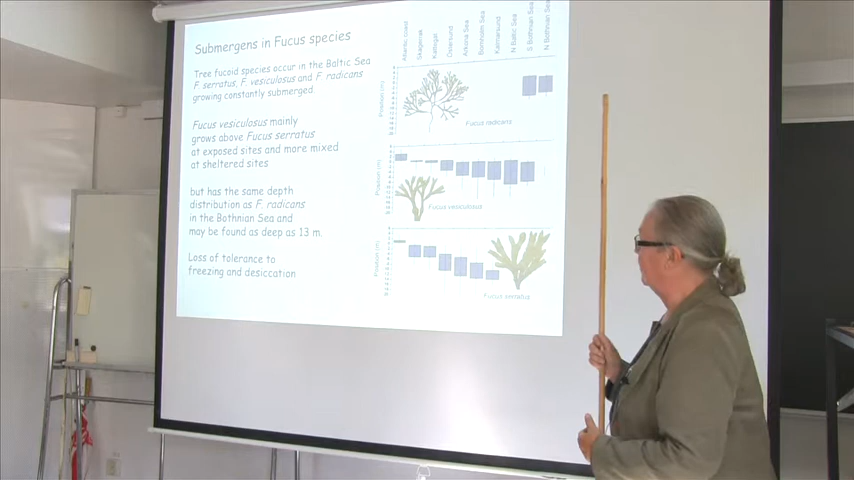 Submergens in Fucus species
Tree fucoid species occur in the Baltic Sea
F. serratus, F. vesiculosus and F. radicans
growing constantly submerged
Fucus vesiculosus mainly
grows above Fucus serratus
at exposed sites and more mixed
at sheltered sites
but has the same depth
distribution as F. radicans
in the Bothnian Sea and
may be found as deep as 13 m.
Loss of tolerance to
freezing and desiccation
Atlantic coast
Skagerrak
Kattegat
Öresund
Arkona Sea
Bornholm Sea
Kalmarsund
N Baltic Sea
S Bothnian Sea
N Bothnian Sea
Position (m)
Fucus radicans
Position (m)
Fucus vesiculosus
Position (m)
Fucus serratus